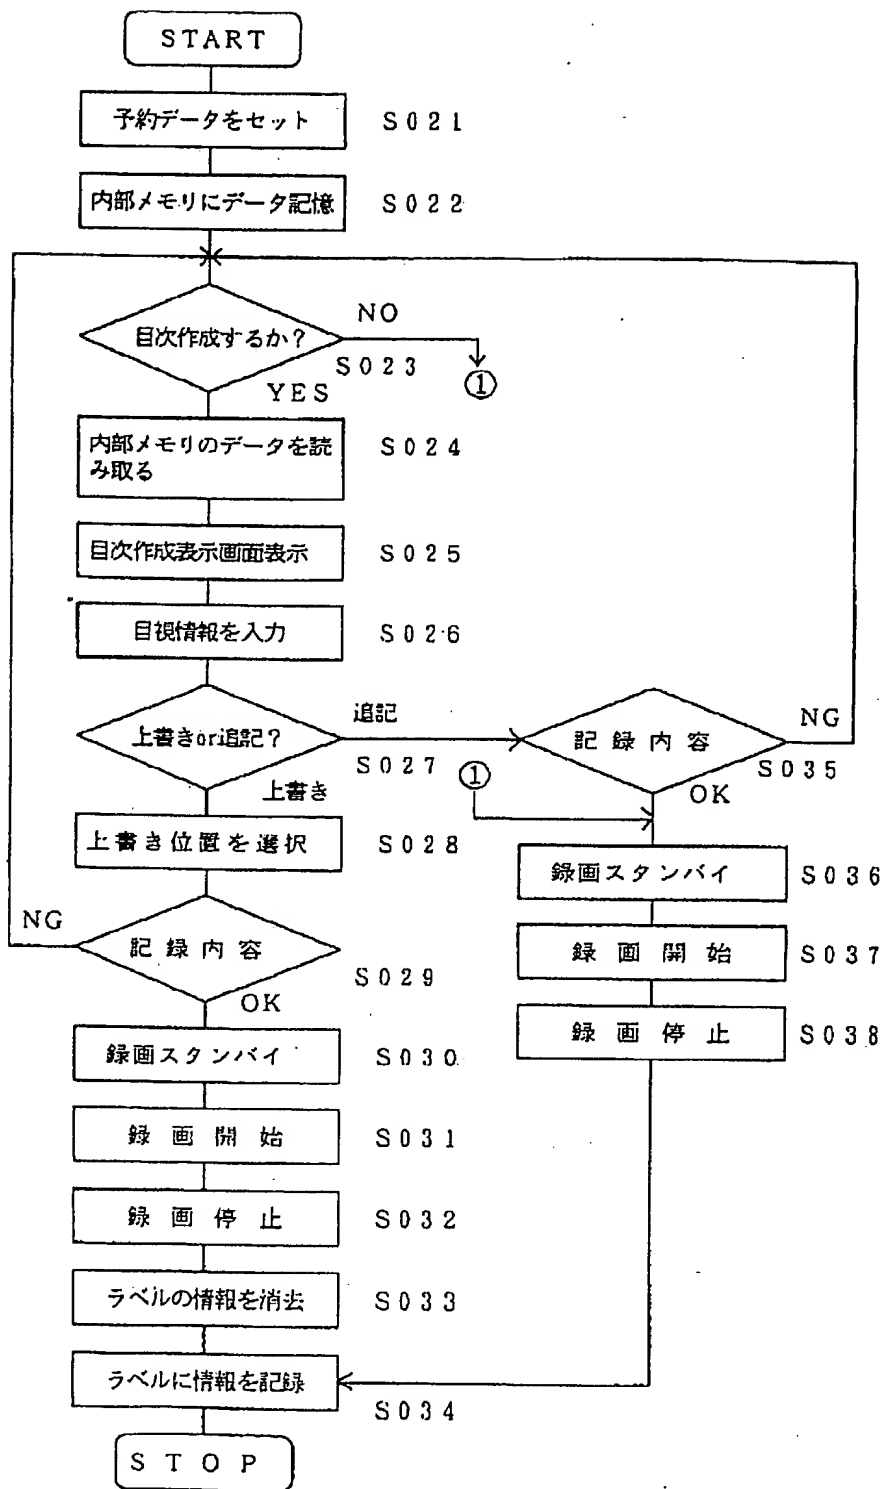 START
予約データをセット S021
内部メモリにデータ記憶 S022
目次作成するか?
NO
S023
①
YES
内部メモリのデータを読 S024
み取る
目次作成表示画面表示 S025
目視情報を入力 S026
上書きor追記?
追記
S027
上書き
上書き位置を選択 S028
NG
記録内容
S029
OK
録画スタンバイ S030
録画開始 S031
録画停止 S032
ラベルの情報を消去 S033
ラベルに情報を記録
S034
STOP
記録内容
NG
S035
①
OK
録画スタンバイ S036
録画開始 S037
録画停止 S038